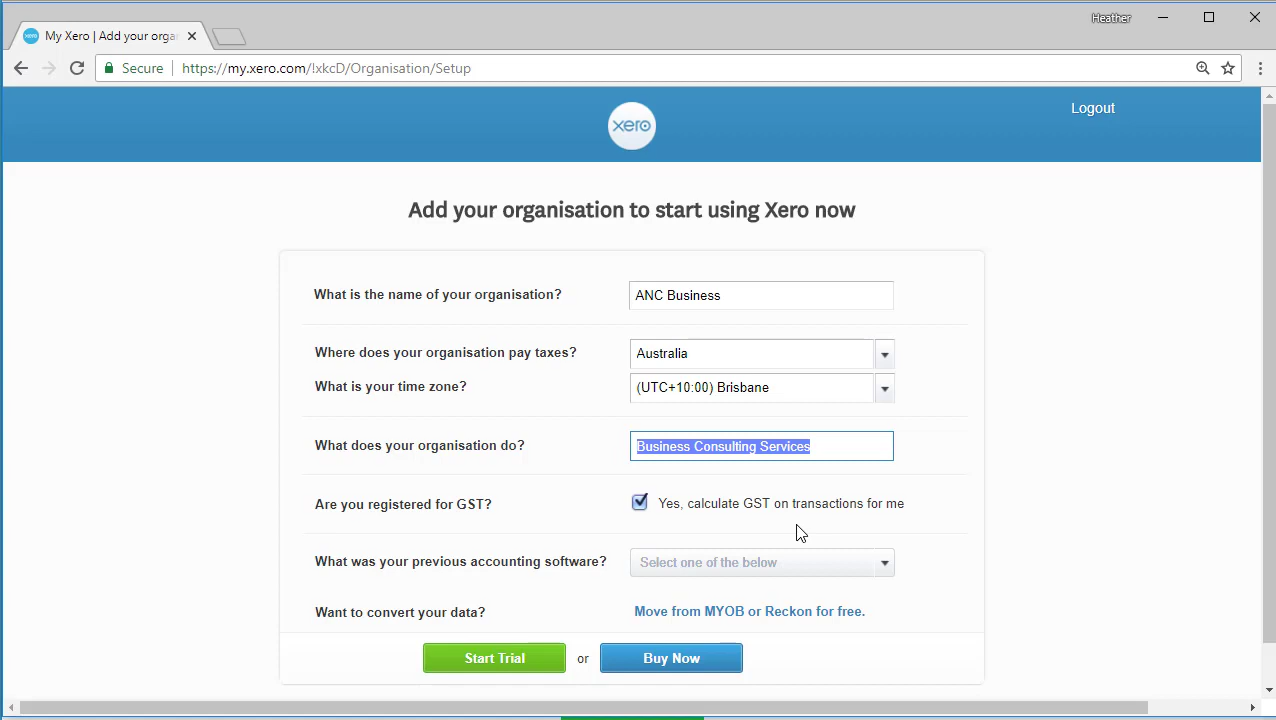 Heather
My Xero | Add your orga
Secure https://my.xero.com/!xkcD/Organisation/Setup
xero
Logout
Add your organisation to start using Xero now
What is the name of your organisation? ANC Business
Where does your organisation pay taxes? Australia
What is your time zone? (UTC+10:00) Brisbane
What does your organisation do? Business Consulting Services
Are you registered for GST? Yes, calculate GST on transactions for me
What was your previous accounting software? Select one of the below
Want to convert your data? Move from MYOB or Reckon for free.
Start Trial or Buy Now